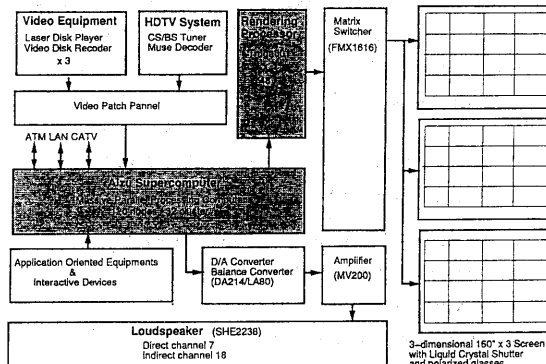 Video Equipment
Laser Disk Player
Video Disk Recoder
x 3
HDTV System
CS/BS Tuner
Muse Decoder
Rendering
Processor
Matrix
Switcher
(FMX1616)
Video Patch Pannel
ATM LAN CATV
Aizu Supercomputer
Application Oriented Equipments
&
Interactive Devices
D/A Converter
Balance Converter
(DA214/LA80)
Amplifier
(MV200)
Loudspeaker (SHE2238)
Direct channel 7
Indirect channel 18
3-dimensional 160" x 3 Screen
with Liquid Crystal Shutter
and polarized glasses